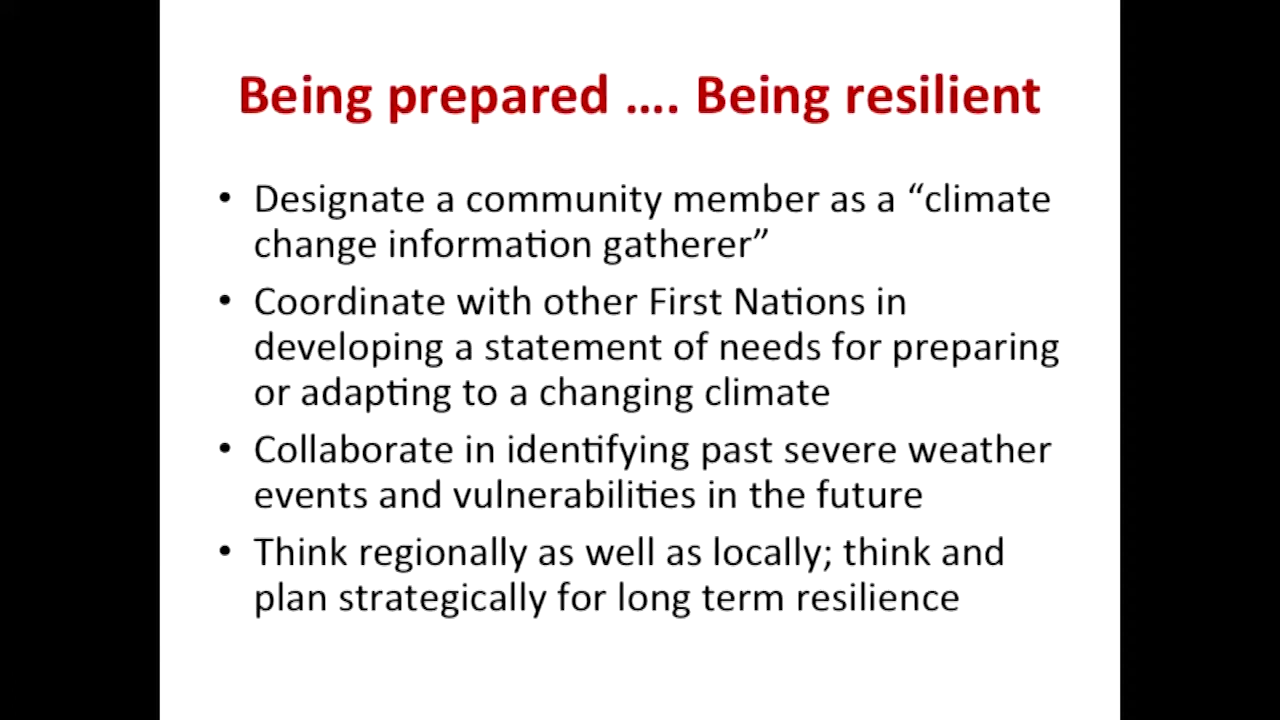 Being prepared …. Being resilient
• Designate a community member as a “climate
change information gatherer”
• Coordinate with other First Nations in
developing a statement of needs for preparing
or adapting to a changing climate
• Collaborate in identifying past severe weather
events and vulnerabilities in the future
• Think regionally as well as locally; think and
plan strategically for long term resilience